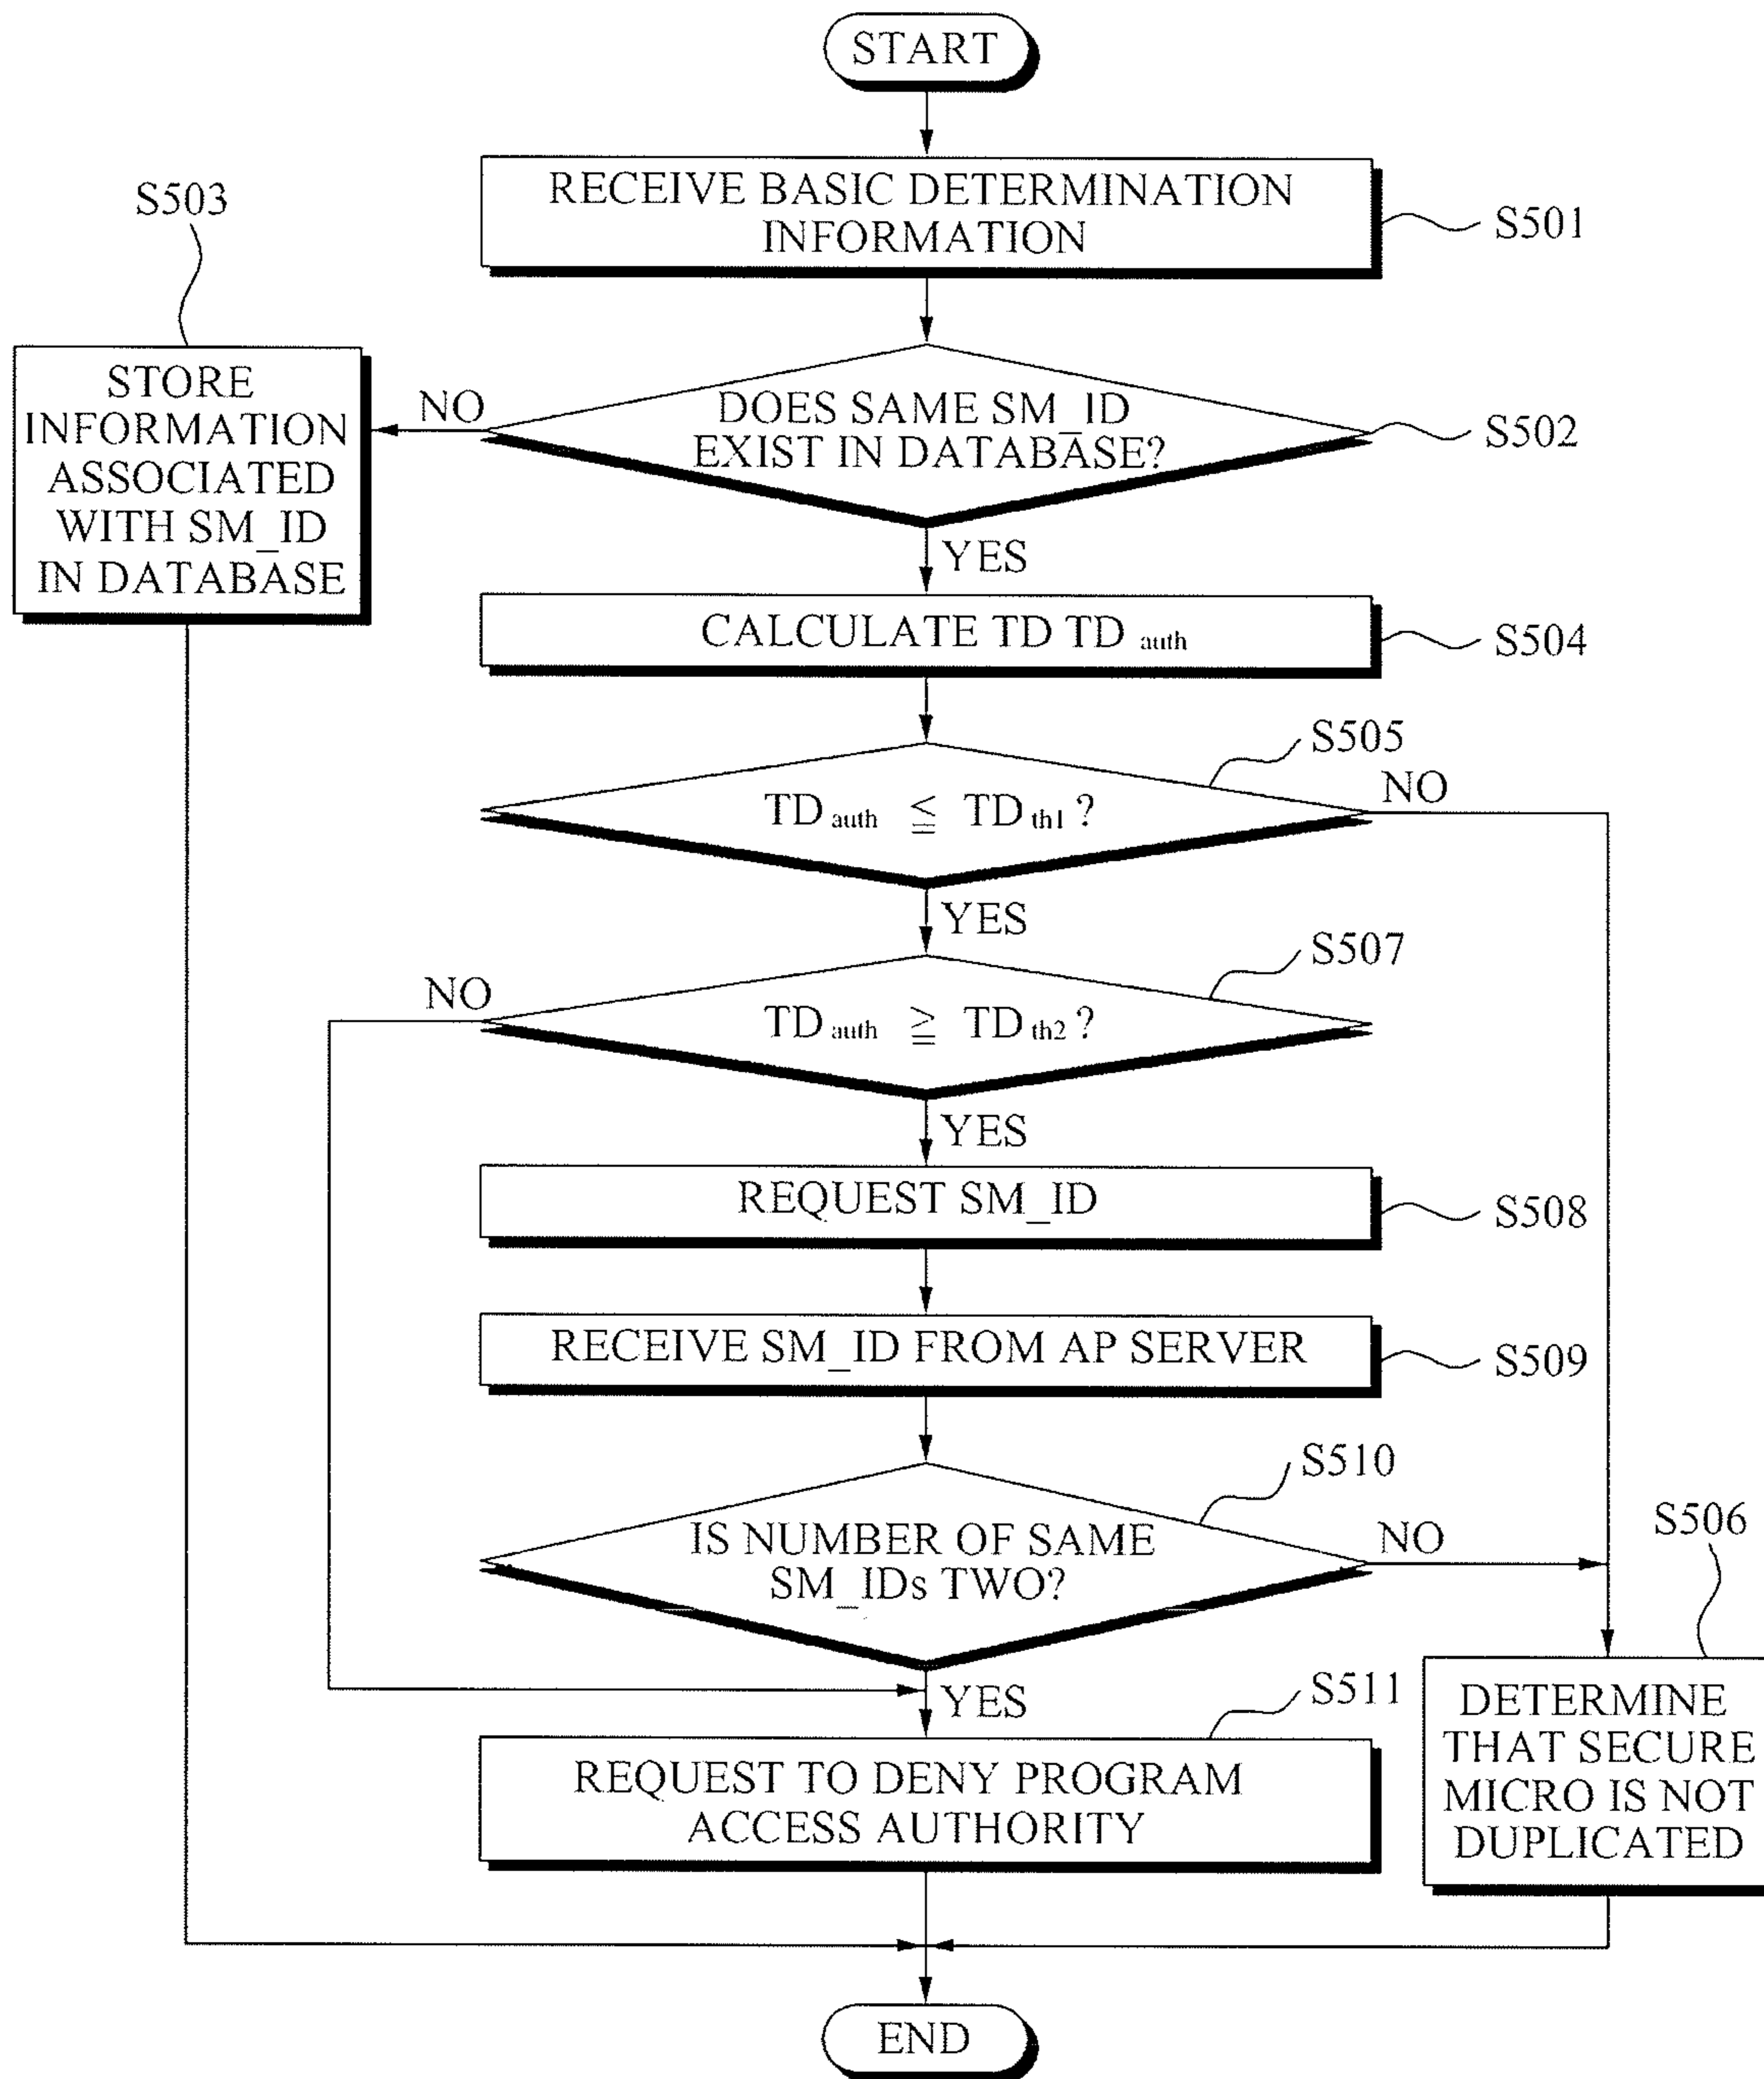 START
RECEIVE BASIC DETERMINATION
INFORMATION
S501
S503
STORE
INFORMATION
ASSOCIATED
WITH SM_ID
IN DATABASE
NO
DOES SAME SM_ID
EXIST IN DATABASE?
S502
YES
CALCULATE TD TD auth
S504
S505
TD auth ≦ TD th1 ?
NO
YES
S507
NO
TD auth ≧ TD th2 ?
YES
REQUEST SM_ID
S508
RECEIVE SM_ID FROM AP SERVER
S509
S510
IS NUMBER OF SAME
SM_IDs TWO?
NO
S506
YES
S511
REQUEST TO DENY PROGRAM
ACCESS AUTHORITY
DETERMINE
THAT SECURE
MICRO IS NOT
DUPLICATED
END